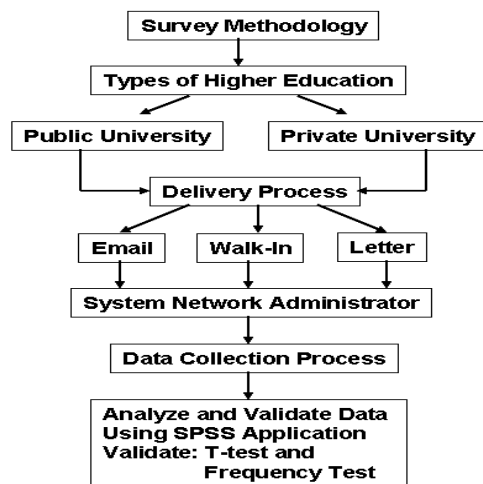 Survey Methodology
Types of Higher Education
Public University
Private University
Delivery Process
Email
Walk-In
Letter
System Network Administrator
Data Collection Process
Analyze and Validate Data
Using SPSS Application
Validate: T-test and
Frequency Test